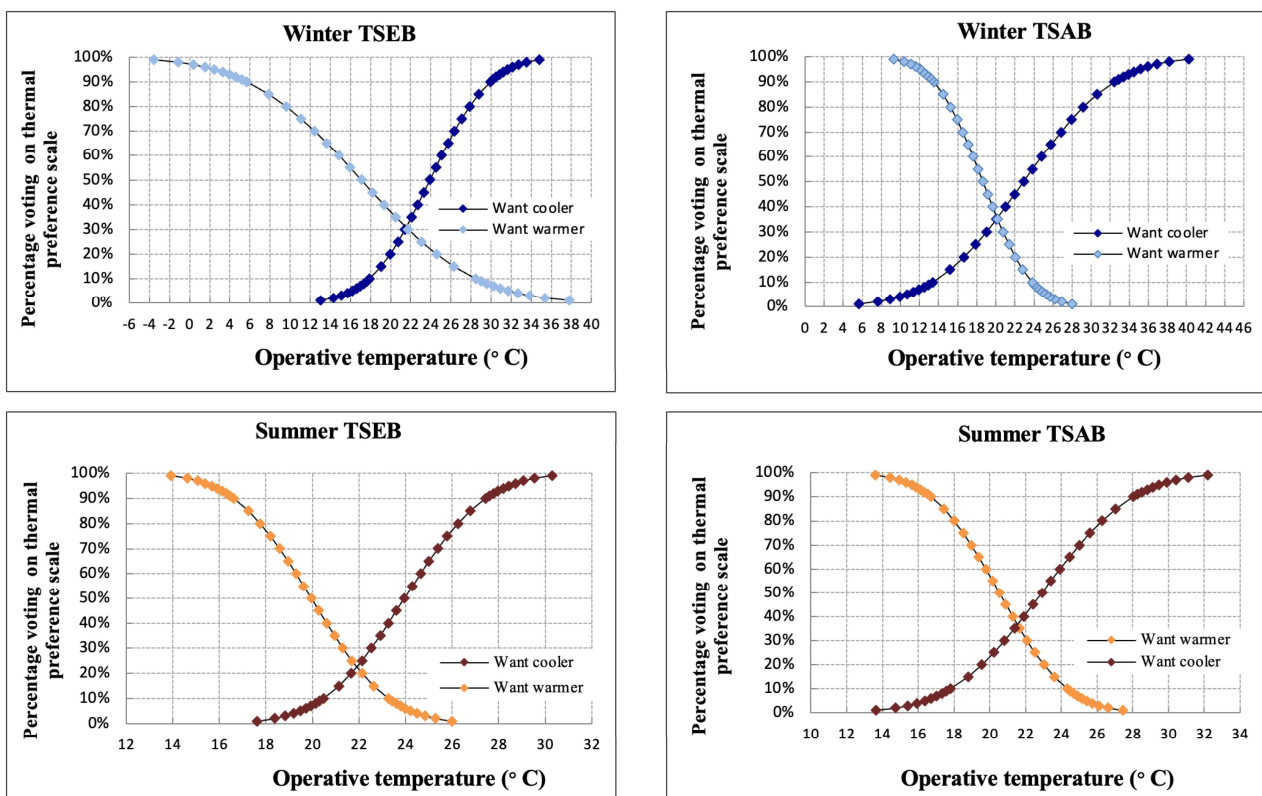 Winter TSEB
Percentage voting on thermal
preference scale
100%
90%
80%
70%
60%
50%
40%
30%
20%
10%
0%
Want cooler
Want warmer
-6 -4 -2 0 2 4 6 8 10 12 14 16 18 20 22 24 26 28 30 32 34 36 38 40
Operative temperature (° C)
Winter TSAB
Percentage voting on thermal
preference scale
100%
90%
80%
70%
60%
50%
40%
30%
20%
10%
0%
Want cooler
Want warmer
0 2 4 6 8 10 12 14 16 18 20 22 24 26 28 30 32 34 36 38 40 42 44 46
Operative temperature (° C)
Summer TSEB
Percentage voting on thermal
preference scale
100%
90%
80%
70%
60%
50%
40%
30%
20%
10%
0%
Want cooler
Want warmer
12 14 16 18 20 22 24 26 28 30 32
Operative temperature (° C)
Summer TSAB
Percentage voting on thermal
preference scale
100%
90%
80%
70%
60%
50%
40%
30%
20%
10%
0%
Want warmer
Want cooler
10 12 14 16 18 20 22 24 26 28 30 32 34
Operative temperature (° C)